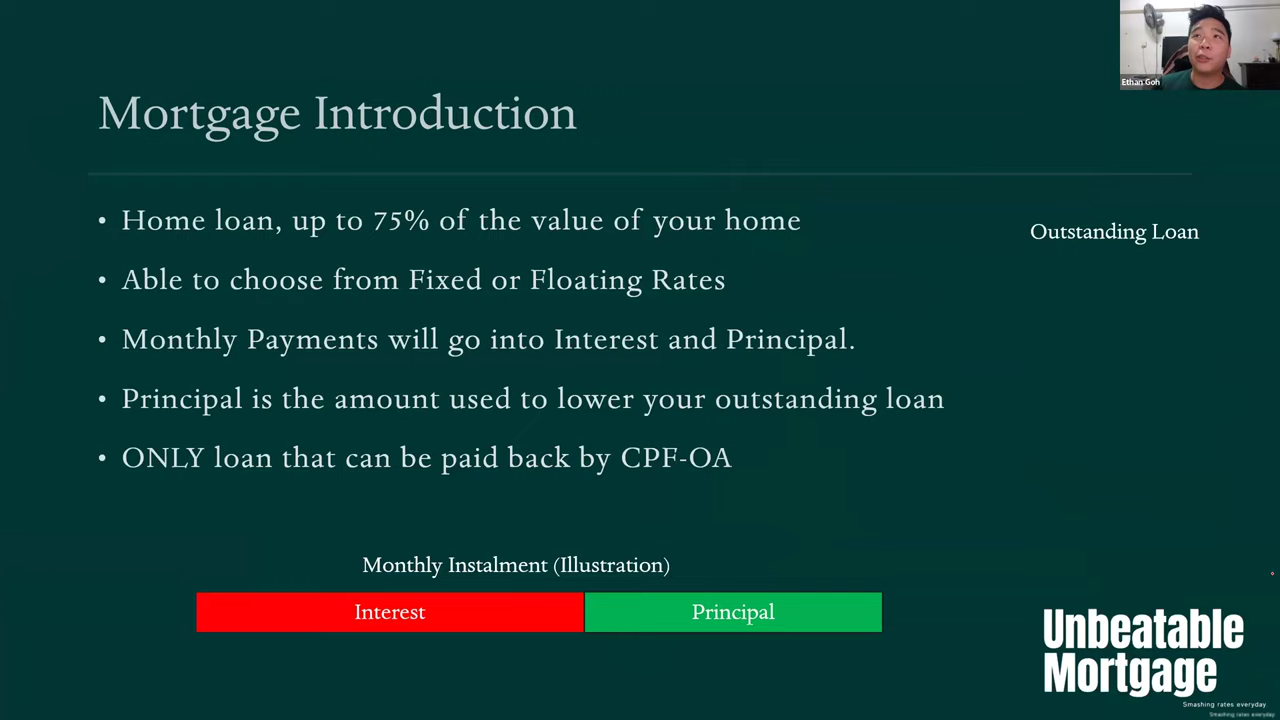 Ethan Goh
Mortgage Introduction
• Home loan, up to 75% of the value of your home
• Able to choose from Fixed or Floating Rates
• Monthly Payments will go into Interest and Principal.
• Principal is the amount used to lower your outstanding loan
• ONLY loan that can be paid back by CPF-OA
Outstanding Loan
Monthly Instalment (Illustration)
Interest
Principal
Unbeatable
Mortgage
Smashing rates everyday.
Smashing rates everyday.